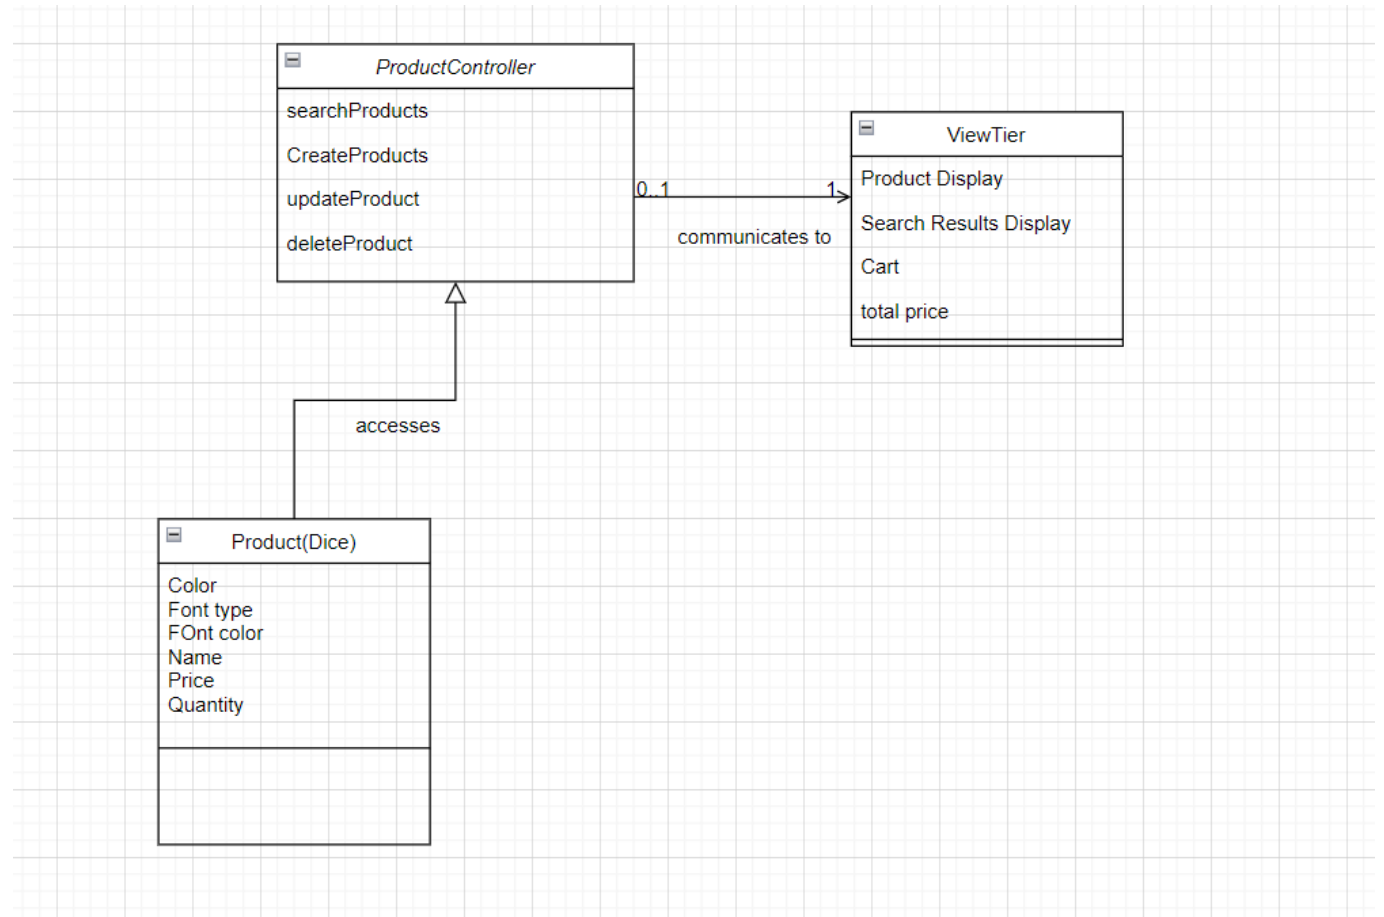 ProductController
searchProducts
CreateProducts
updateProduct
deleteProduct
0..1
1
communicates to
ViewTier
Product Display
Search Results Display
Cart
total price
accesses
Product(Dice)
Color
Font type
FOnt color
Name
Price
Quantity